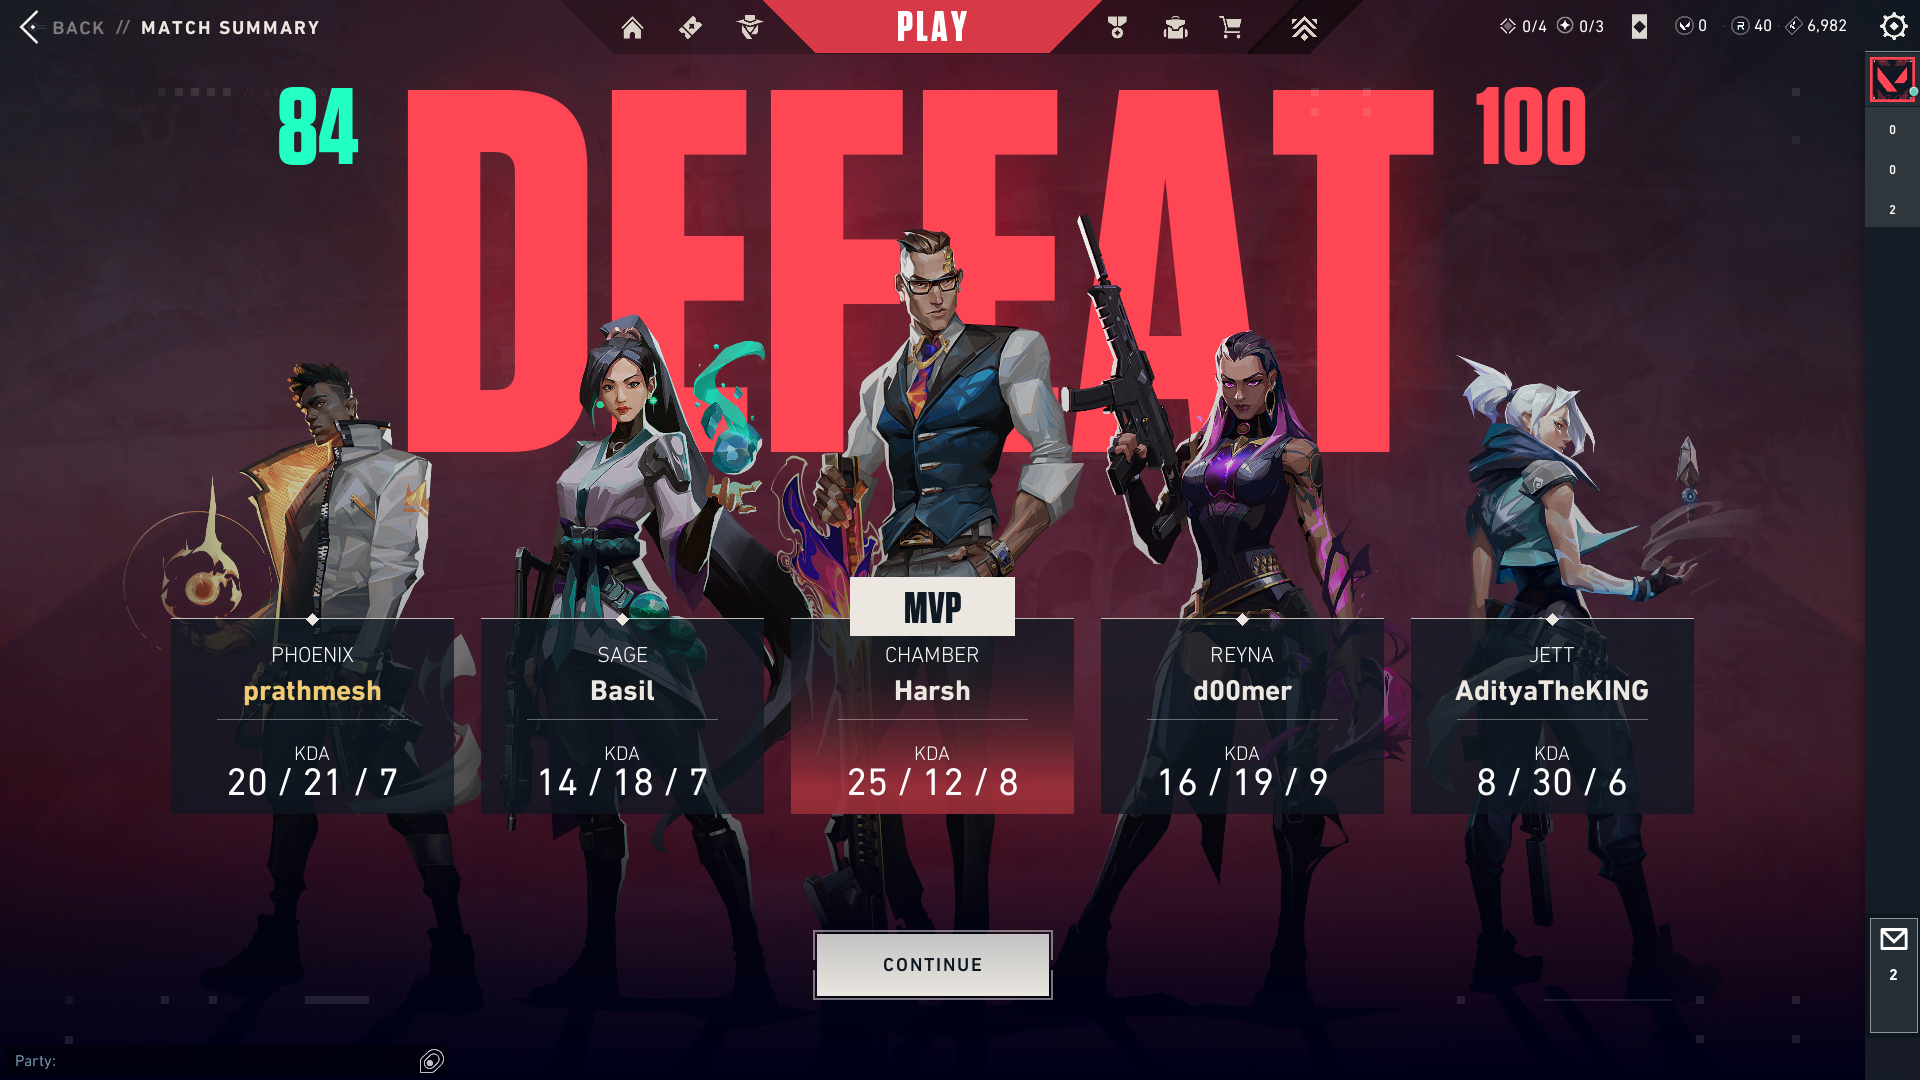 BACK // MATCH SUMMARY
PLAY
0/4 0/3 0 40 6,982
84 DEFEAT 100
0
0
2
MVP
PHOENIX
prathmesh
KDA
20 / 21 / 7
SAGE
Basil
KDA
14 / 18 / 7
CHAMBER
Harsh
KDA
25 / 12 / 8
REYNA
d00mer
KDA
16 / 19 / 9
JETT
AdityaTheKING
KDA
8 / 30 / 6
CONTINUE
2
Party: